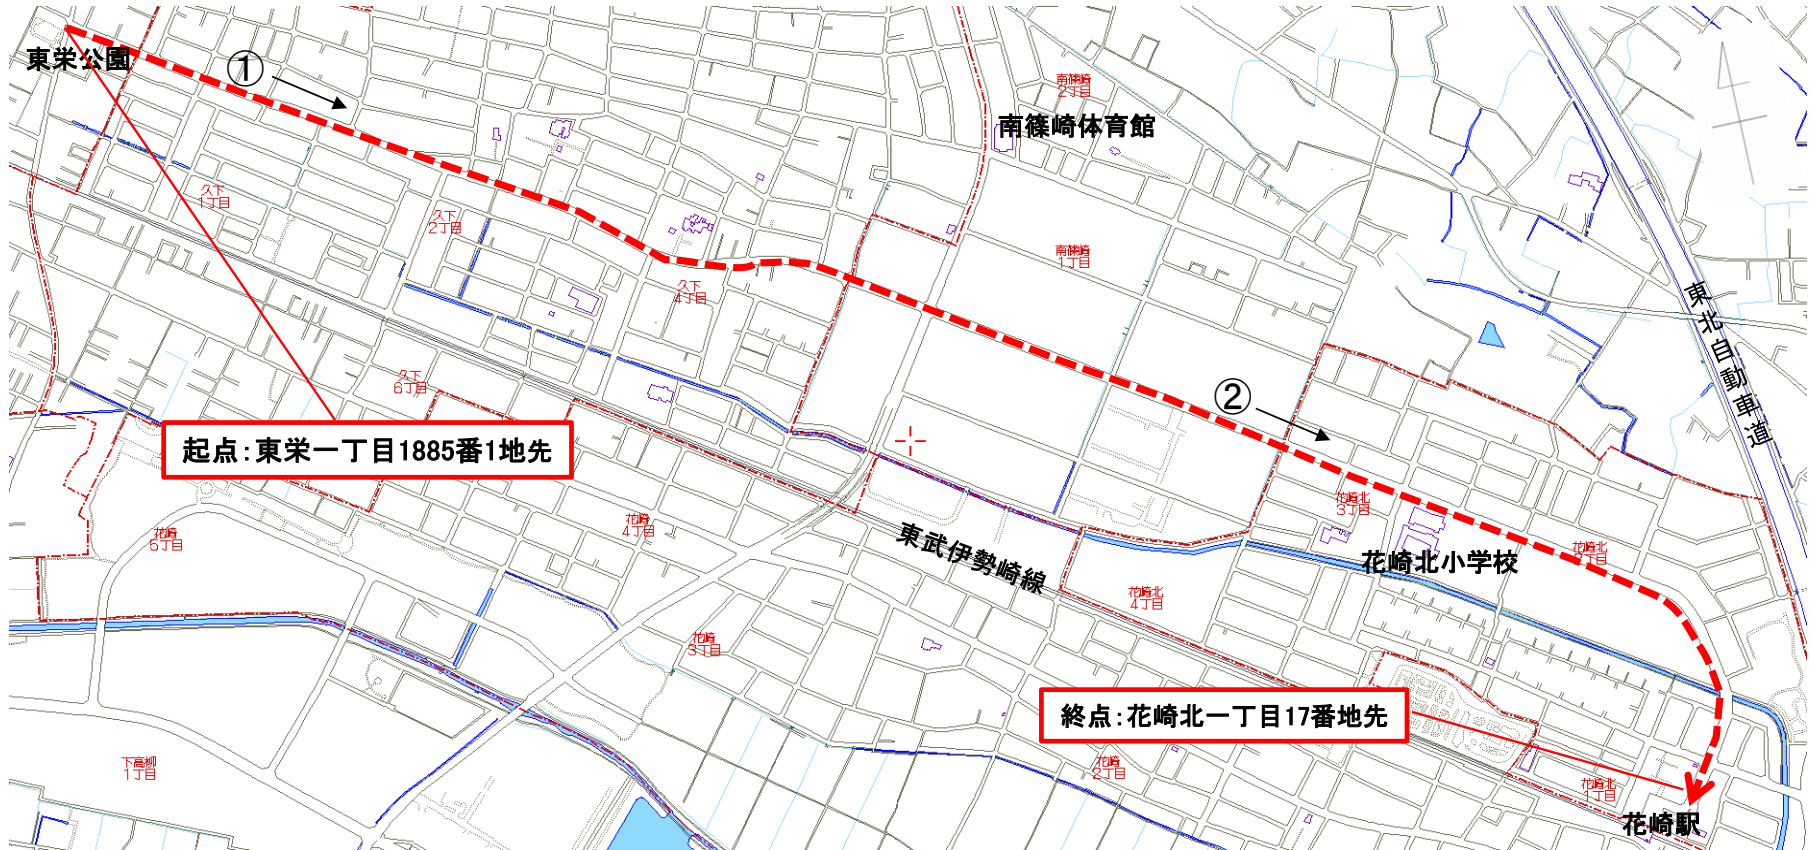 東栄公園
①
南篠崎
2丁目
南篠崎体育館
久下
1丁目
久下
2丁目
南篠崎
1丁目
久下
4丁目
東北自動車道
久下
6丁目
②
起点：東栄一丁目1885番1地先
花崎北
3丁目
花崎
4丁目
花崎
5丁目
東武伊勢崎線
花崎北小学校
花崎北
2丁目
花崎北
4丁目
花崎
3丁目
終点：花崎北一丁目17番地先
下高柳
1丁目
花崎
2丁目
花崎北
1丁目
花崎駅